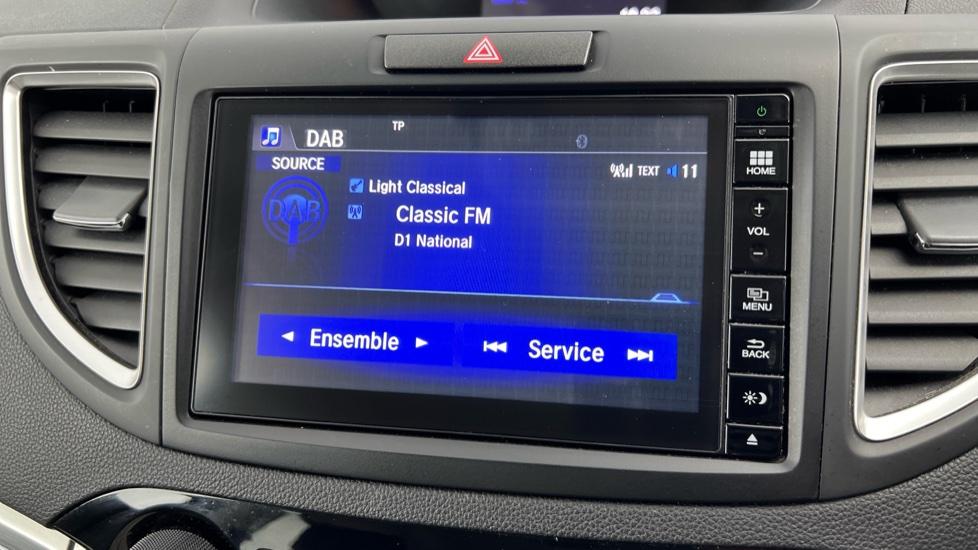 TP
DAB
SOURCE
TEXT 11
DAB
Light Classical
Classic FM
D1 National
Ensemble
Service
HOME
+
VOL
−
MENU
BACK